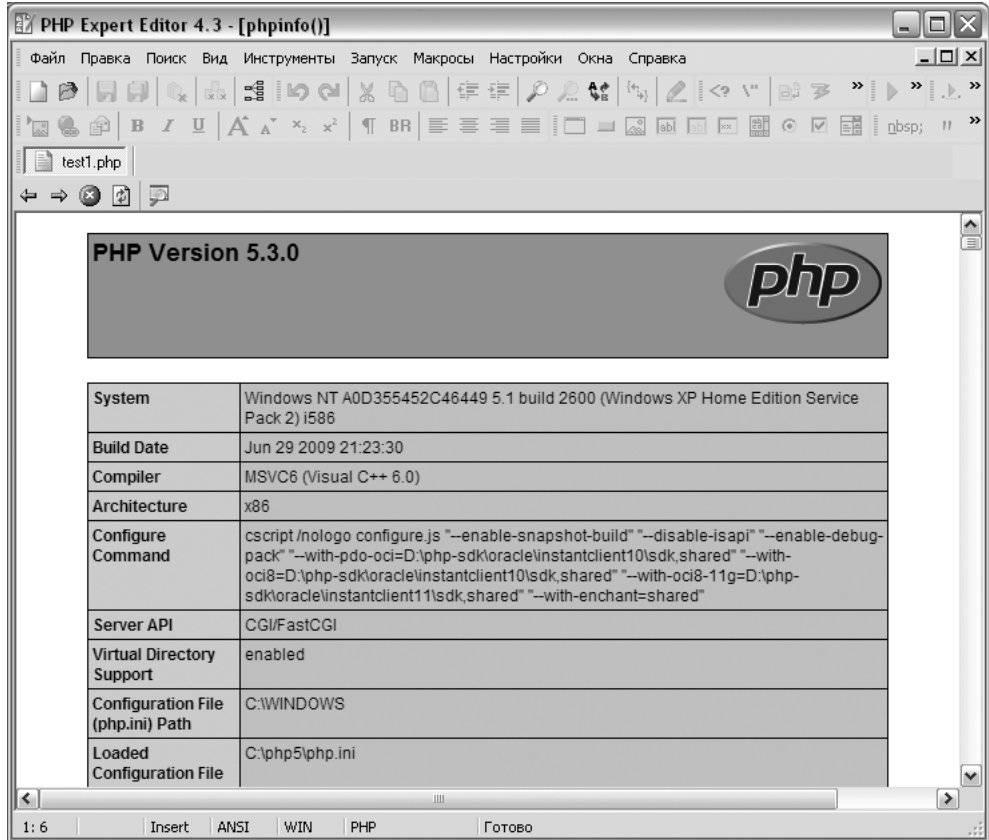 PHP Expert Editor 4.3 - [phpinfo()]
Файл Правка Поиск Вид Инструменты Запуск Макросы Настройки Окна Справка
<? \" » » »
B I U A A x₂ x² ¶ BR abl nbsp; " »
test1.php
PHP Version 5.3.0
php
System Windows NT A0D355452C46449 5.1 build 2600 (Windows XP Home Edition Service
Pack 2) i586
Build Date Jun 29 2009 21:23:30
Compiler MSVC6 (Visual C++ 6.0)
Architecture x86
Configure cscript /nologo configure.js "--enable-snapshot-build" "--disable-isapi" "--enable-debug-
Command pack" "--with-pdo-oci=D:\php-sdk\oracle\instantclient10\sdk,shared" "--with-
oci8=D:\php-sdk\oracle\instantclient10\sdk,shared" "--with-oci8-11g=D:\php-
sdk\oracle\instantclient11\sdk,shared" "--with-enchant=shared"
Server API CGI/FastCGI
Virtual Directory enabled
Support
Configuration File C:\WINDOWS
(php.ini) Path
Loaded C:\php5\php.ini
Configuration File
1: 6 Insert ANSI WIN PHP Готово